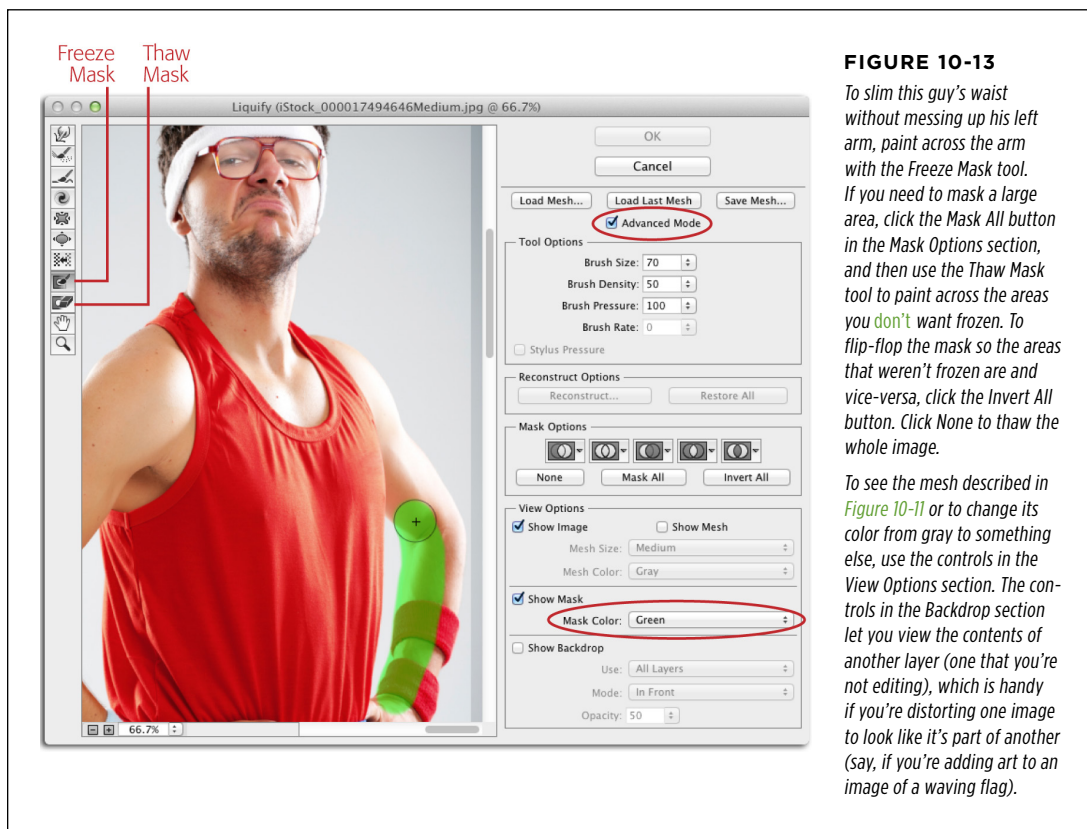 Freeze Mask
Thaw Mask
Liquify (iStock_000017494646Medium.jpg @ 66.7%)
OK
Cancel
Load Mesh...
Load Last Mesh
Save Mesh...
Advanced Mode
Tool Options
Brush Size: 70
Brush Density: 50
Brush Pressure: 100
Brush Rate: 0
Stylus Pressure
Reconstruct Options
Reconstruct...
Restore All
Mask Options
None
Mask All
Invert All
View Options
Show Image
Show Mesh
Mesh Size: Medium
Mesh Color: Gray
Show Mask
Mask Color: Green
Show Backdrop
Use: All Layers
Mode: In Front
Opacity: 50
66.7%
FIGURE 10-13
To slim this guy's waist
without messing up his left
arm, paint across the arm
with the Freeze Mask tool.
If you need to mask a large
area, click the Mask All button
in the Mask Options section,
and then use the Thaw Mask
tool to paint across the areas
you don't want frozen. To
flip-flop the mask so the areas
that weren't frozen are and
vice-versa, click the Invert All
button. Click None to thaw the
whole image.
To see the mesh described in
Figure 10-11 or to change its
color from gray to something
else, use the controls in the
View Options section. The con-
trols in the Backdrop section
let you view the contents of
another layer (one that you're
not editing), which is handy
if you're distorting one image
to look like it's part of another
(say, if you're adding art to an
image of a waving flag).